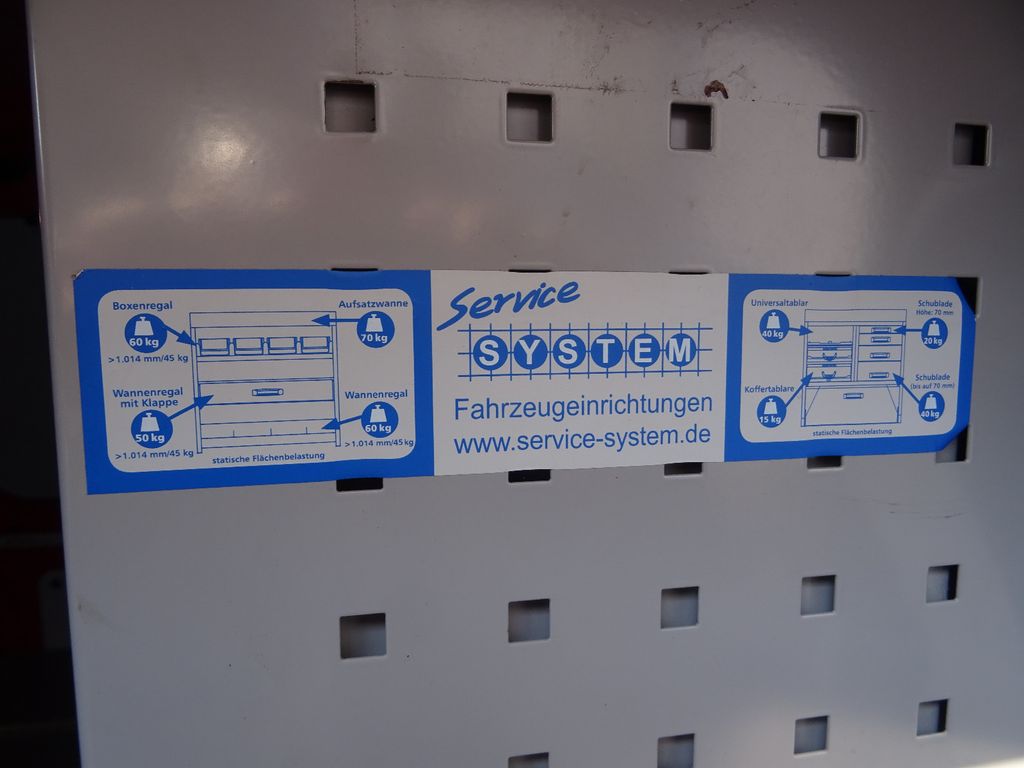 Boxenregal
60 kg
>1.014 mm/45 kg
Aufsatzwanne
70 kg
Wannenregal
mit Klappe
50 kg
>1.014 mm/45 kg
Wannenregal
60 kg
>1.014 mm/45 kg
statische Flächenbelastung
Service
SYSTEM
Fahrzeugeinrichtungen
www.service-system.de
Universaltablar
40 kg
Schublade
Höhe: 70 mm
20 kg
Koffertablare
15 kg
Schublade
(bis auf 70 mm)
40 kg
statische Flächenbelastung